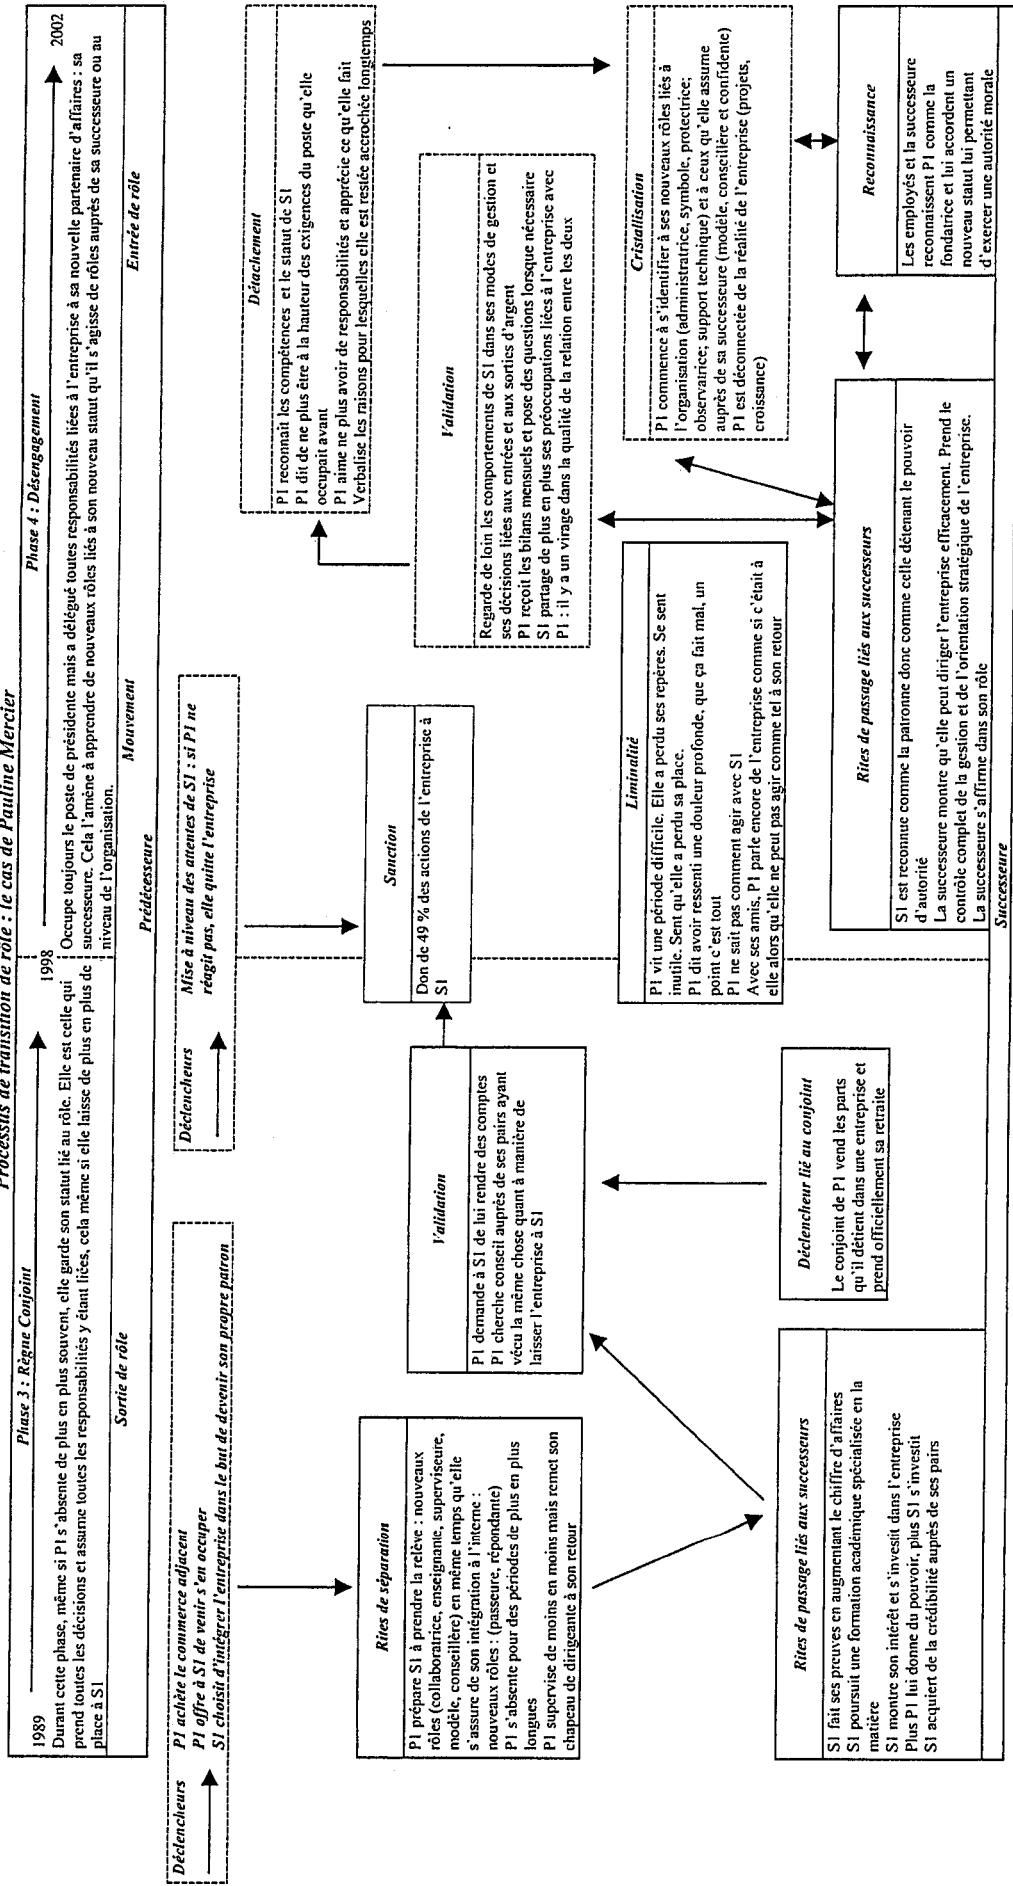 Processus de transition de rôle : le cas de Pauline Mercier
Phase 3 : Règne Conjoint
1989
Durant cette phase, même si P1 s'absente de plus en plus souvent, elle garde son statut lié au rôle. Elle est celle qui
prend toutes les décisions et assume toutes les responsabilités y étant liées, cela même si elle laisse de plus en plus de
place à S1
Phase 4 : Désengagement
1998
2002
Occupe toujours le poste de présidente mais a délégué toutes responsabilités liées à l'entreprise à sa nouvelle partenaire d'affaires : sa
successeure. Cela l'amène à apprendre de nouveaux rôles liés à son nouveau statut qu'il s'agisse de rôles auprès de sa successeure ou au
niveau de l'organisation.
Sortie de rôle
Mouvement
Entrée de rôle
Prédécesseure
Déclencheurs
P1 achète le commerce adjacent
P1 offre à S1 de venir s'en occuper
S1 choisit d'intégrer l'entreprise dans le but de devenir son propre patron
Déclencheurs
Mise à niveau des attentes de S1 : si P1 ne
réagit pas, elle quitte l'entreprise
Détachement
P1 reconnaît les compétences et le statut de S1
P1 dit de ne plus être à la hauteur des exigences du poste qu'elle
occupait avant
P1 aime ne plus avoir de responsabilités et apprécie ce qu'elle fait
Verbalise les raisons pour lesquelles elle est restée accrochée longtemps
Rites de séparation
P1 prépare S1 à prendre la relève : nouveaux
rôles (collaboratrice, enseignante, superviseure,
modèle, conseillère) en même temps qu'elle
s'assure de son intégration à l'interne :
nouveaux rôles : (passeure, répondante)
P1 s'absente pour des périodes de plus en plus
longues
P1 supervise de moins en moins mais remet son
chapeau de dirigeante à son retour
Validation
P1 demande à S1 de lui rendre des comptes
P1 cherche conseil auprès de ses pairs ayant
vécu la même chose quant à manière de
laisser l'entreprise à S1
Sanction
Don de 49 % des actions de l'entreprise à
S1
Validation
Regarde de loin les comportements de S1 dans ses modes de gestion et
ses décisions liées aux entrées et aux sorties d'argent
P1 reçoit les bilans mensuels et pose des questions lorsque nécessaire
S1 partage de plus en plus ses préoccupations liées à l'entreprise avec
P1 : il y a un virage dans la qualité de la relation entre les deux
Liminalité
P1 vit une période difficile. Elle a perdu ses repères. Se sent
inutile. Sent qu'elle a perdu sa place.
P1 dit avoir ressenti une douleur profonde, que ça fait mal, un
point c'est tout
P1 ne sait pas comment agir avec S1
Avec ses amis, P1 parle encore de l'entreprise comme si c'était à
elle alors qu'elle ne peut pas agir comme tel à son retour
Cristallisation
P1 commence à s'identifier à ses nouveaux rôles liés à
l'organisation (administratrice, symbole, protectrice;
observatrice; support technique) et à ceux qu'elle assume
auprès de sa successeure (modèle, conseillère et confidente)
P1 est déconnectée de la réalité de l'entreprise (projets,
croissance)
Rites de passage liés aux successeurs
S1 fait ses preuves en augmentant le chiffre d'affaires
S1 poursuit une formation académique spécialisée en la
matière
S1 montre son intérêt et s'investit dans l'entreprise
Plus P1 lui donne du pouvoir, plus S1 s'investit
S1 acquiert de la crédibilité auprès de ses pairs
Déclencheur lié au conjoint
Le conjoint de P1 vend les parts
qu'il détient dans une entreprise et
prend officiellement sa retraite
Rites de passage liés aux successeurs
S1 est reconnue comme la patronne donc comme celle détenant le pouvoir
d'autorité
La successeure montre qu'elle peut diriger l'entreprise efficacement. Prend le
contrôle complet de la gestion et de l'orientation stratégique de l'entreprise.
La successeure s'affirme dans son rôle
Reconnaissance
Les employés et la successeure
reconnaissent P1 comme la
fondatrice et lui accordent un
nouveau statut lui permettant
d'exercer une autorité morale
Successeure